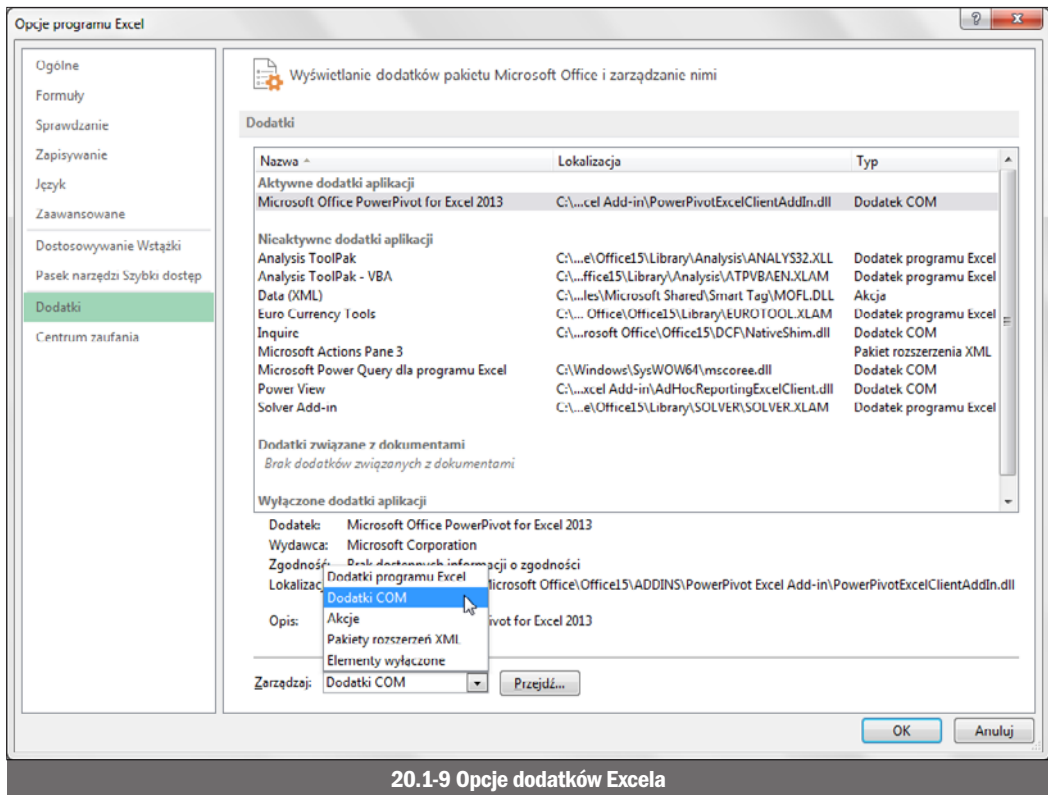 Opcje programu Excel
Ogólne
Formuły
Sprawdzanie
Zapisywanie
Język
Zaawansowane
Dostosowywanie Wstążki
Pasek narzędzi Szybki dostęp
Dodatki
Centrum zaufania
Wyświetlanie dodatków pakietu Microsoft Office i zarządzanie nimi
Dodatki
Nazwa Lokalizacja Typ
Aktywne dodatki aplikacji
Microsoft Office PowerPivot for Excel 2013 C:\...cel Add-in\PowerPivotExcelClientAddIn.dll Dodatek COM
Nieaktywne dodatki aplikacji
Analysis ToolPak C:\...e\Office15\Library\Analysis\ANALYS32.XLL Dodatek programu Excel
Analysis ToolPak - VBA C:\...ffice15\Library\Analysis\ATPVBAEN.XLAM Dodatek programu Excel
Data (XML) C:\...les\Microsoft Shared\Smart Tag\MOFL.DLL Akcja
Euro Currency Tools C:\... Office\Office15\Library\EUROTOOL.XLAM Dodatek programu Excel
Inquire C:\...rosoft Office\Office15\DCF\NativeShim.dll Dodatek COM
Microsoft Actions Pane 3 Pakiet rozszerzenia XML
Microsoft Power Query dla programu Excel C:\Windows\SysWOW64\mscoree.dll Dodatek COM
Power View C:\...xcel Add-in\AdHocReportingExcelClient.dll Dodatek COM
Solver Add-in C:\...e\Office15\Library\SOLVER\SOLVER.XLAM Dodatek programu Excel
Dodatki związane z dokumentami
Brak dodatków związanych z dokumentami
Wyłączone dodatki aplikacji
Dodatek: Microsoft Office PowerPivot for Excel 2013
Wydawca: Microsoft Corporation
Zgodność: Brak dostępnych informacji o zgodności
Lokalizac icrosoft Office\Office15\ADDINS\PowerPivot Excel Add-in\PowerPivotExcelClientAddIn.dll
Opis: ivot for Excel 2013
Dodatki programu Excel
Dodatki COM
Akcje
Pakiety rozszerzeń XML
Elementy wyłączone
Zarządzaj: Dodatki COM Przejdź...
OK Anuluj
20.1-9 Opcje dodatków Excela